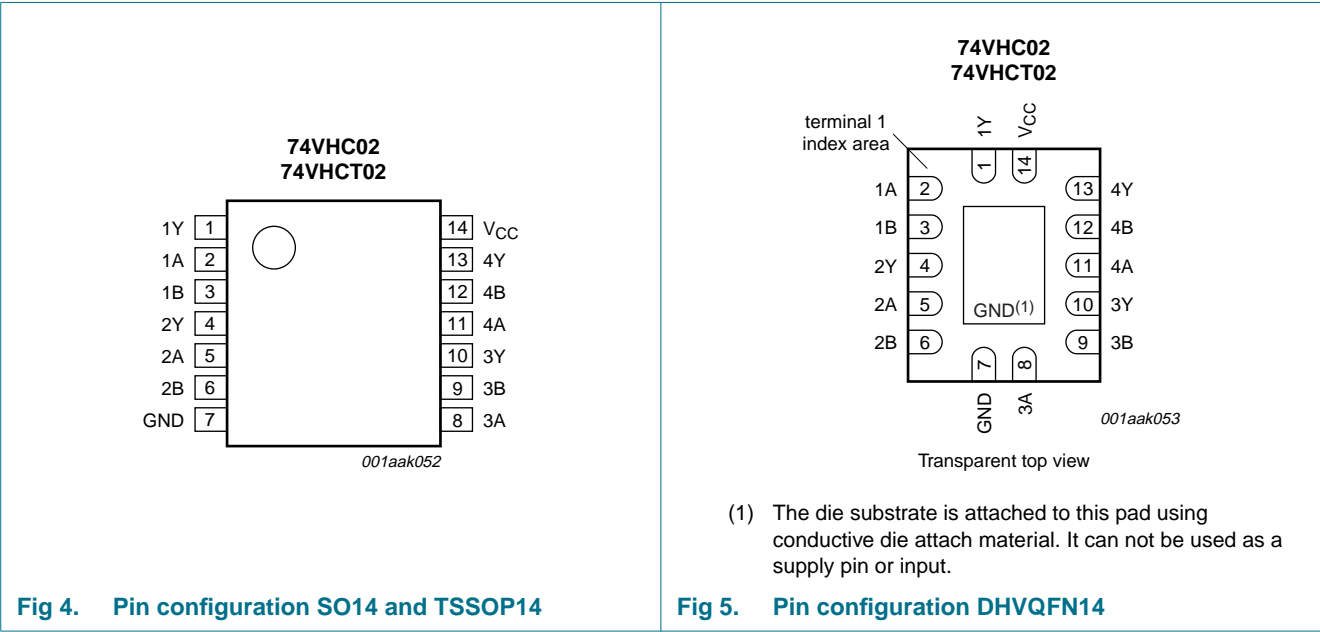 74VHC02
74VHCT02
1Y 1
1A 2
1B 3
2Y 4
2A 5
2B 6
GND 7
14 VCC
13 4Y
12 4B
11 4A
10 3Y
9 3B
8 3A
001aak052
Fig 4. Pin configuration SO14 and TSSOP14
74VHC02
74VHCT02
terminal 1
index area
1Y
VCC
1
14
1A 2
1B 3
2Y 4
2A 5
2B 6
13 4Y
12 4B
11 4A
10 3Y
9 3B
GND(1)
7
8
GND
3A
001aak053
Transparent top view
(1) The die substrate is attached to this pad using
conductive die attach material. It can not be used as a
supply pin or input.
Fig 5. Pin configuration DHVQFN14